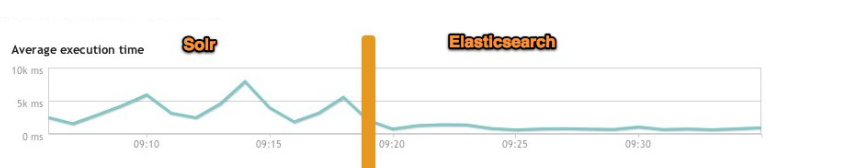 Solr
Elasticsearch
Average execution time
10k ms
5k ms
0 ms
09:10
09:15
09:20
09:25
09:30